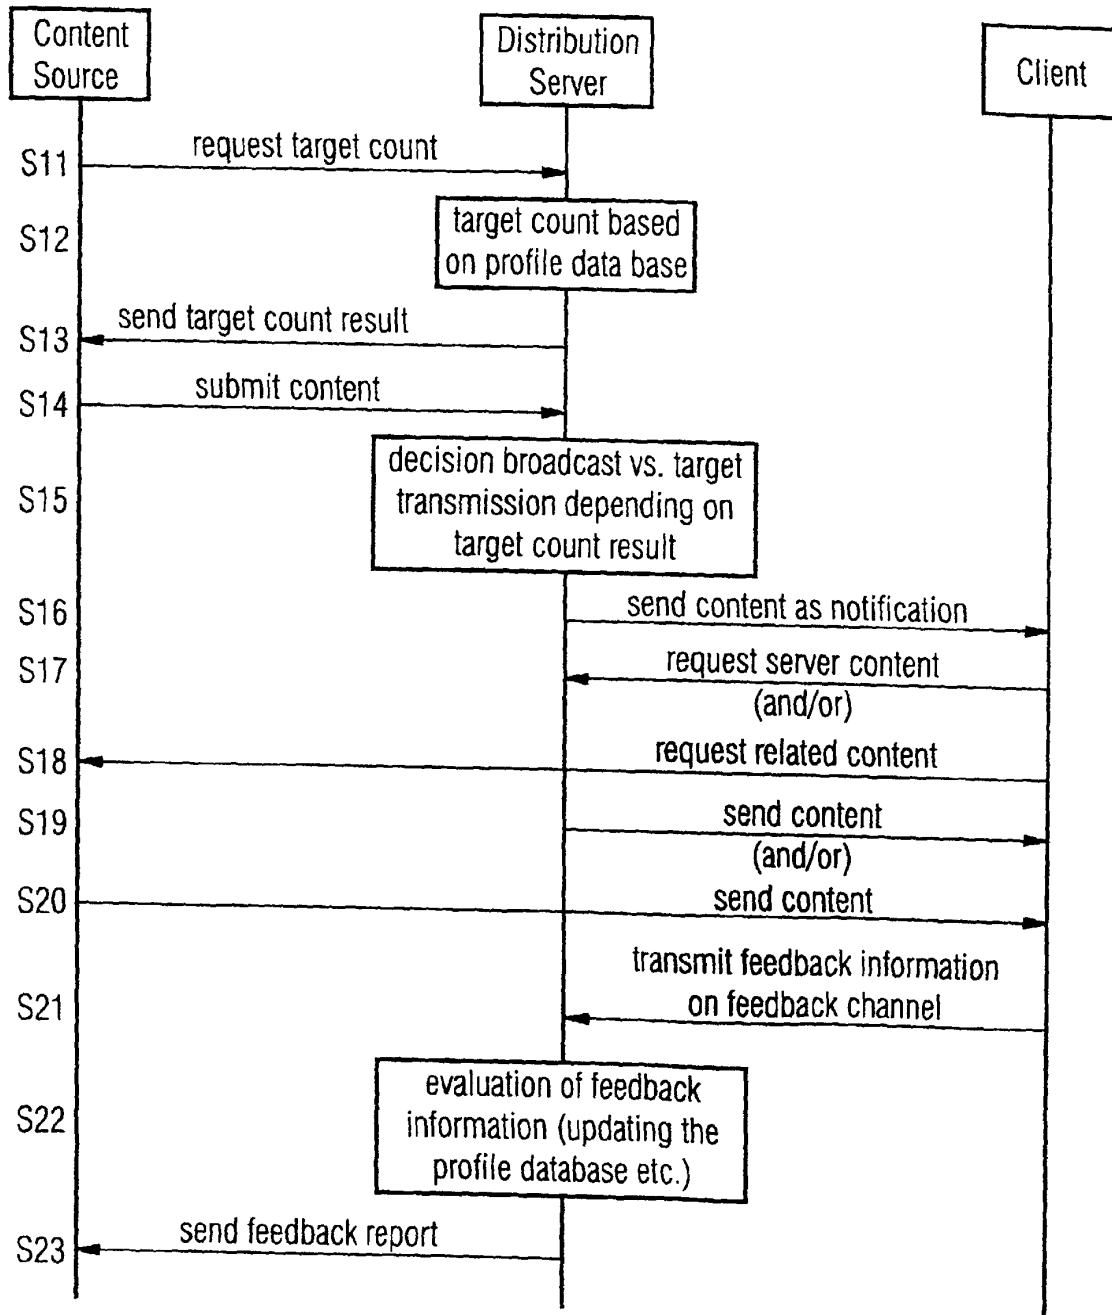 Content
Source
Distribution
Server
Client
S11
request target count
S12
target count based
on profile data base
S13
send target count result
S14
submit content
S15
decision broadcast vs. target
transmission depending on
target count result
S16
send content as notification
S17
request server content
(and/or)
S18
request related content
S19
send content
(and/or)
S20
send content
S21
transmit feedback information
on feedback channel
S22
evaluation of feedback
information (updating the
profile database etc.)
S23
send feedback report